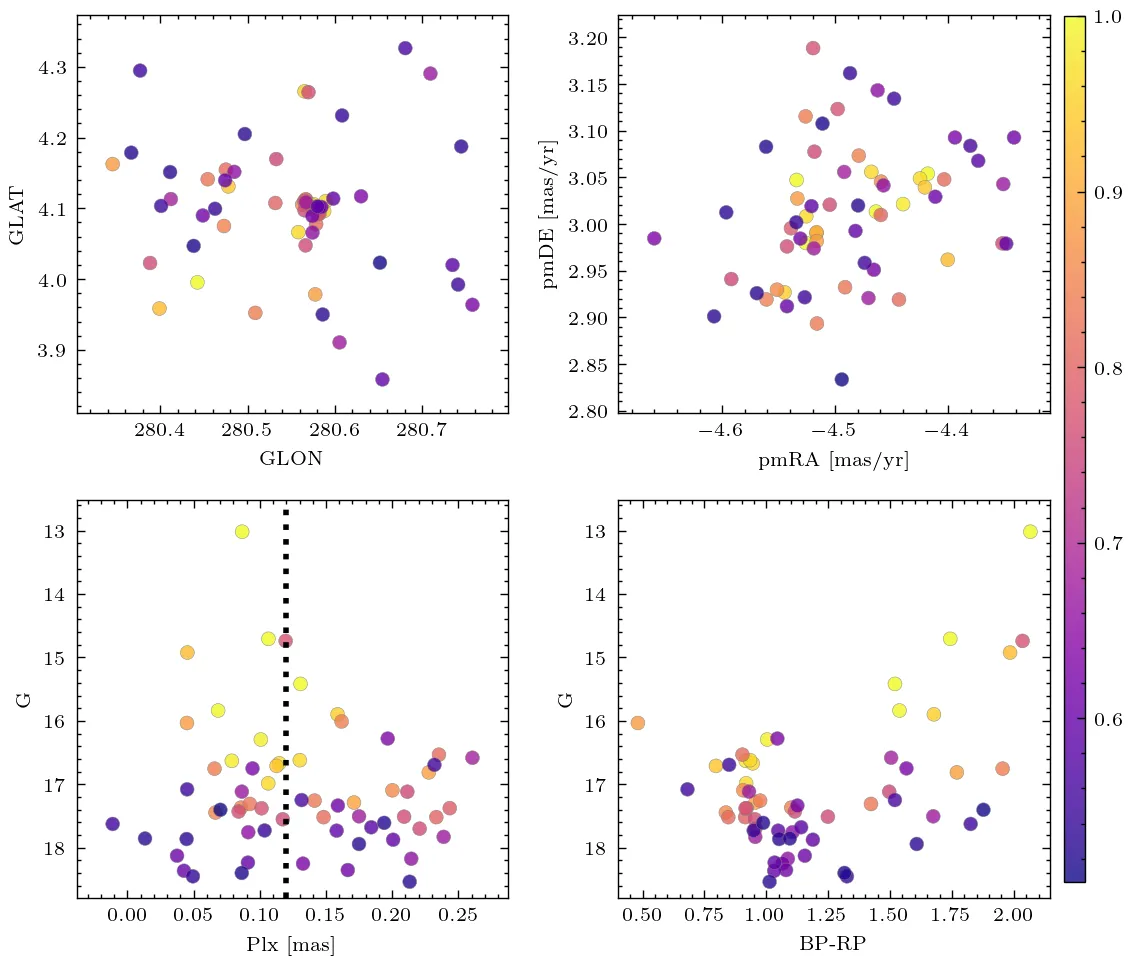 4.3
4.2
4.1
4.0
3.9
GLAT
280.4 280.5 280.6 280.7
GLON
3.20
3.15
3.10
3.05
3.00
2.95
2.90
2.85
2.80
pmDE [mas/yr]
−4.6 −4.5 −4.4
pmRA [mas/yr]
1.0
0.9
0.8
0.7
0.6
13
14
15
16
17
18
G
0.00 0.05 0.10 0.15 0.20 0.25
Plx [mas]
13
14
15
16
17
18
G
0.50 0.75 1.00 1.25 1.50 1.75 2.00
BP-RP